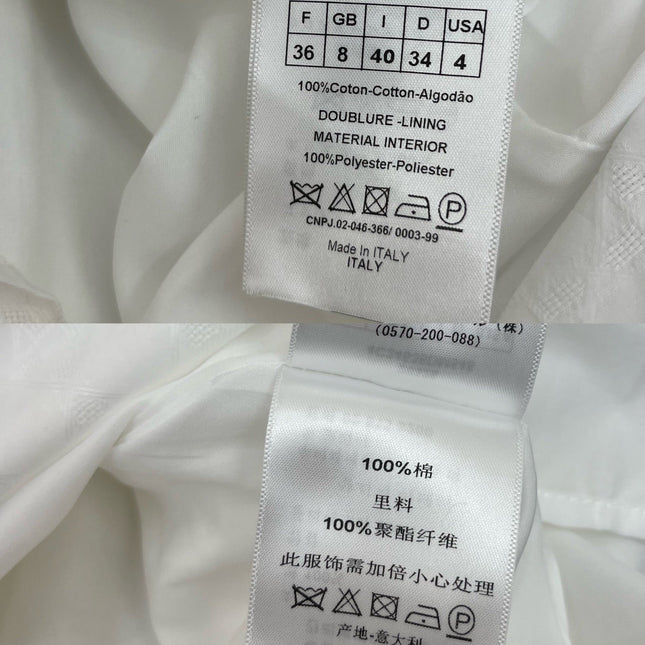 F GB I D USA
36 8 40 34 4
100%Coton-Cotton-Algodão
DOUBLURE -LINING
MATERIAL INTERIOR
100%Polyester-Poliester
P
CNPJ.02-046-366/ 0003-99
Made In ITALY
ITALY
(株)
(0570-200-088)
100%棉
里料
100%聚酯纤维
此服饰需加倍小心处理
P
产地-意大利